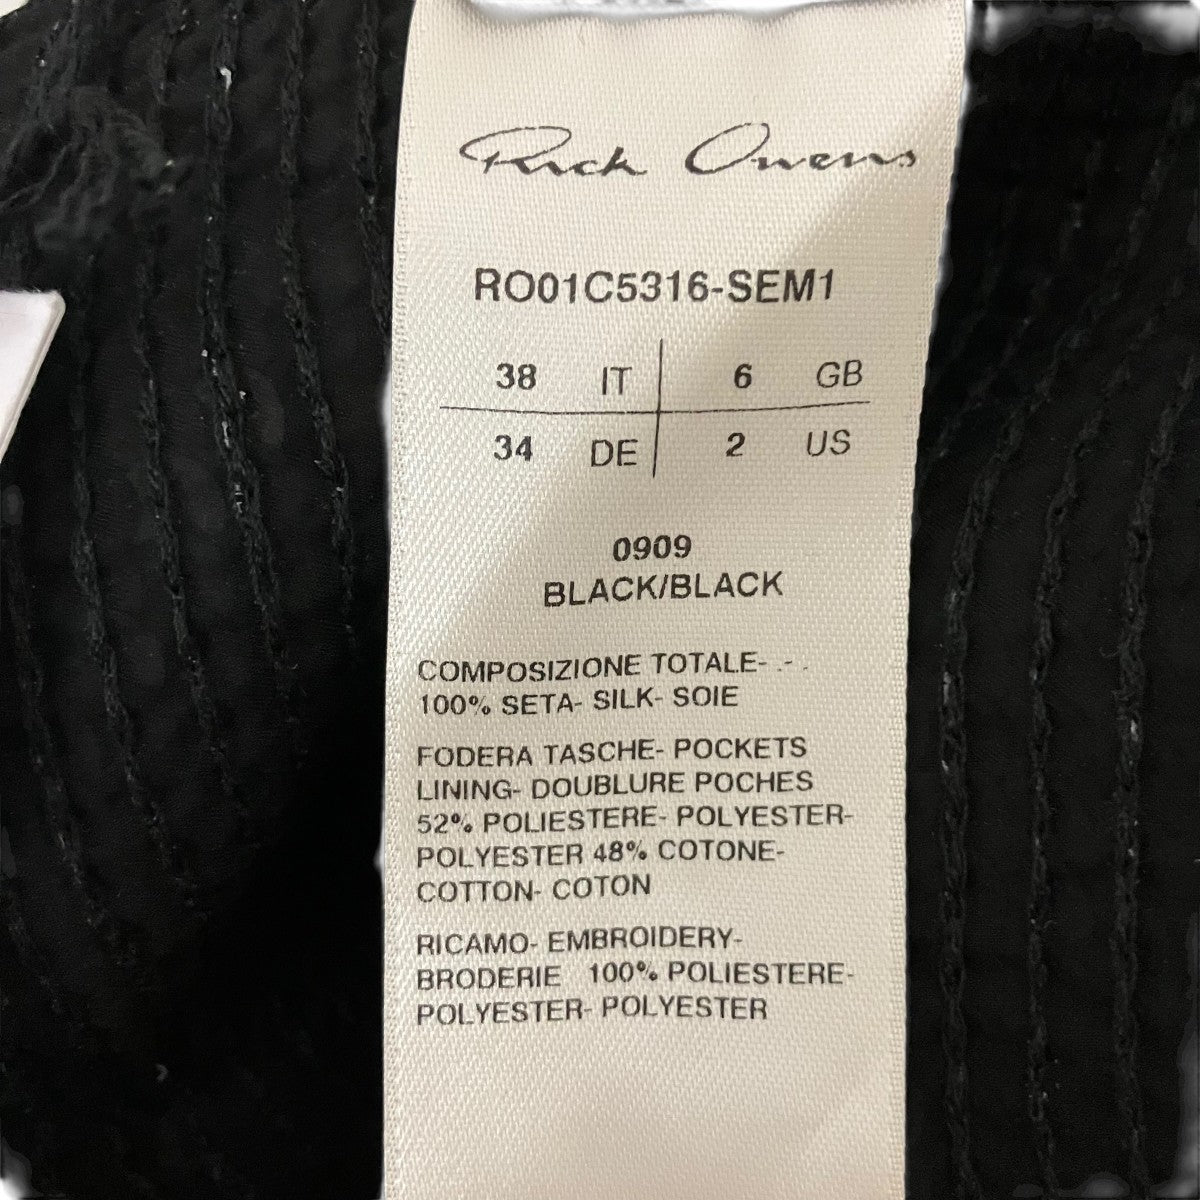 Rick Owens
RO01C5316-SEM1
38 IT 6 GB
34 DE 2 US
0909
BLACK/BLACK
COMPOSIZIONE TOTALE- .- .
100% SETA- SILK- SOIE
FODERA TASCHE- POCKETS
LINING- DOUBLURE POCHES
52% POLIESTERE- POLYESTER-
POLYESTER 48% COTONE-
COTTON- COTON
RICAMO- EMBROIDERY-
BRODERIE 100% POLIESTERE-
POLYESTER- POLYESTER